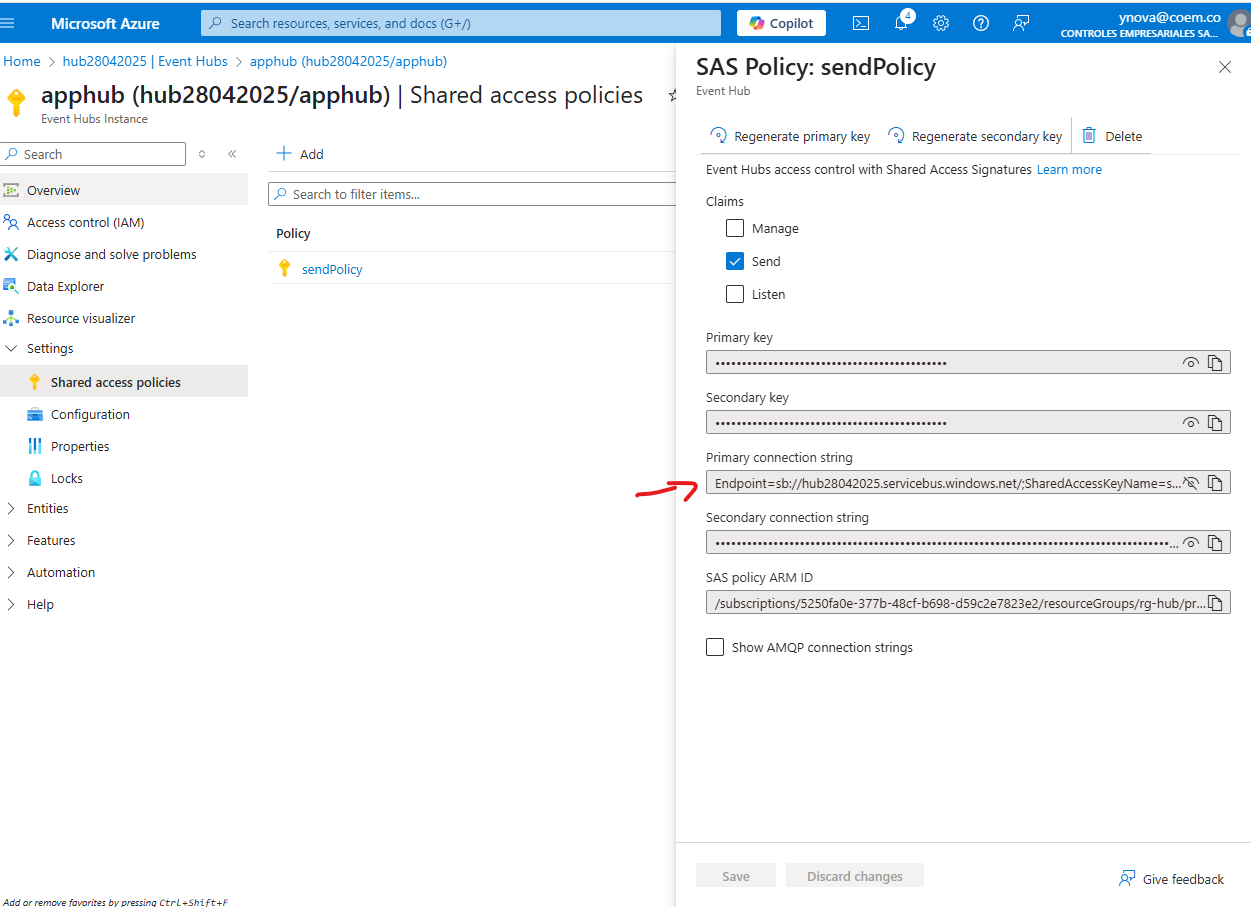 Microsoft Azure
Search resources, services, and docs (G+/)
Copilot
4
ynova@coem.co
CONTROLES EMPRESARIALES SA...
Home > hub28042025 | Event Hubs > apphub (hub28042025/apphub)
apphub (hub28042025/apphub) | Shared access policies
Event Hubs Instance
Search
Overview
Access control (IAM)
Diagnose and solve problems
Data Explorer
Resource visualizer
Settings
Shared access policies
Configuration
Properties
Locks
Entities
Features
Automation
Help
Add or remove favorites by pressing Ctrl+Shift+F
Add
Search to filter items...
Policy
sendPolicy
SAS Policy: sendPolicy
Event Hub
Regenerate primary key
Regenerate secondary key
Delete
Event Hubs access control with Shared Access Signatures Learn more
Claims
Manage
Send
Listen
Primary key
Secondary key
Primary connection string
Endpoint=sb://hub28042025.servicebus.windows.net/;SharedAccessKeyName=s...
Secondary connection string
SAS policy ARM ID
/subscriptions/5250fa0e-377b-48cf-b698-d59c2e7823e2/resourceGroups/rg-hub/pr...
Show AMQP connection strings
Save
Discard changes
Give feedback